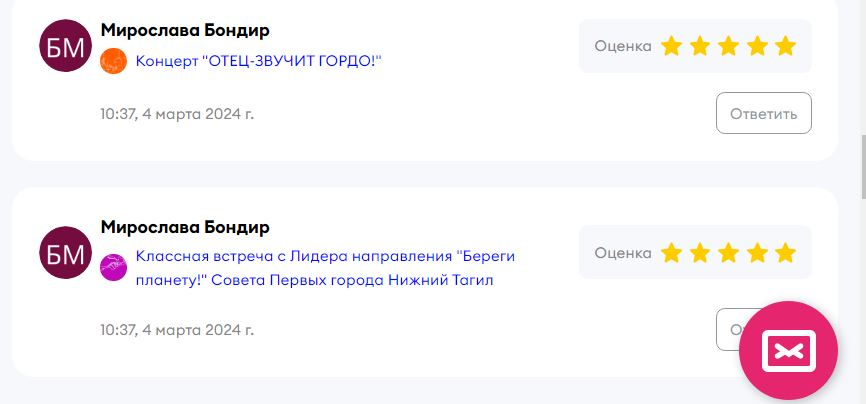 БМ
Мирослава Бондир
Концерт "ОТЕЦ-ЗВУЧИТ ГОРДО!"
Оценка
10:37, 4 марта 2024 г.
Ответить
БМ
Мирослава Бондир
Классная встреча с Лидера направления "Береги
планету!" Совета Первых города Нижний Тагил
Оценка
10:37, 4 марта 2024 г.